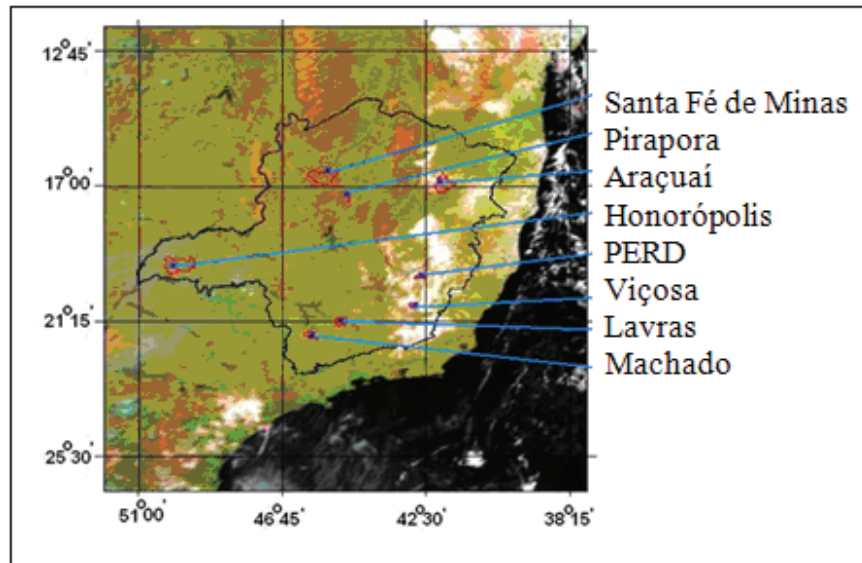 12°45'
Santa Fé de Minas
Pirapora
17°00'
Araçuaí
Honorópolis
PERD
Viçosa
21°15'
Lavras
Machado
25°30'
51°00' 46°45' 42°30' 38°15'